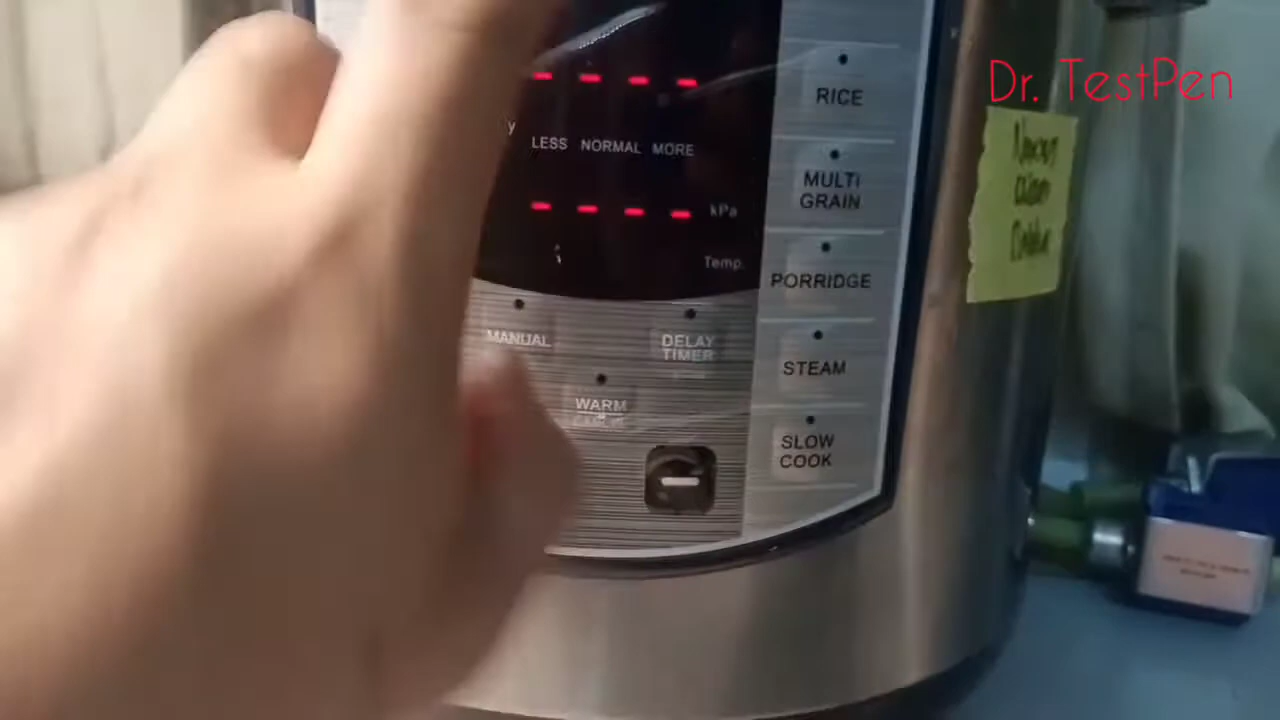 Dr. TestPen
RICE
LESS NORMAL MORE
MULTI
GRAIN
kPa
Temp.
PORRIDGE
MANUAL
DELAY
TIMER
STEAM
WARM
SLOW
COOK